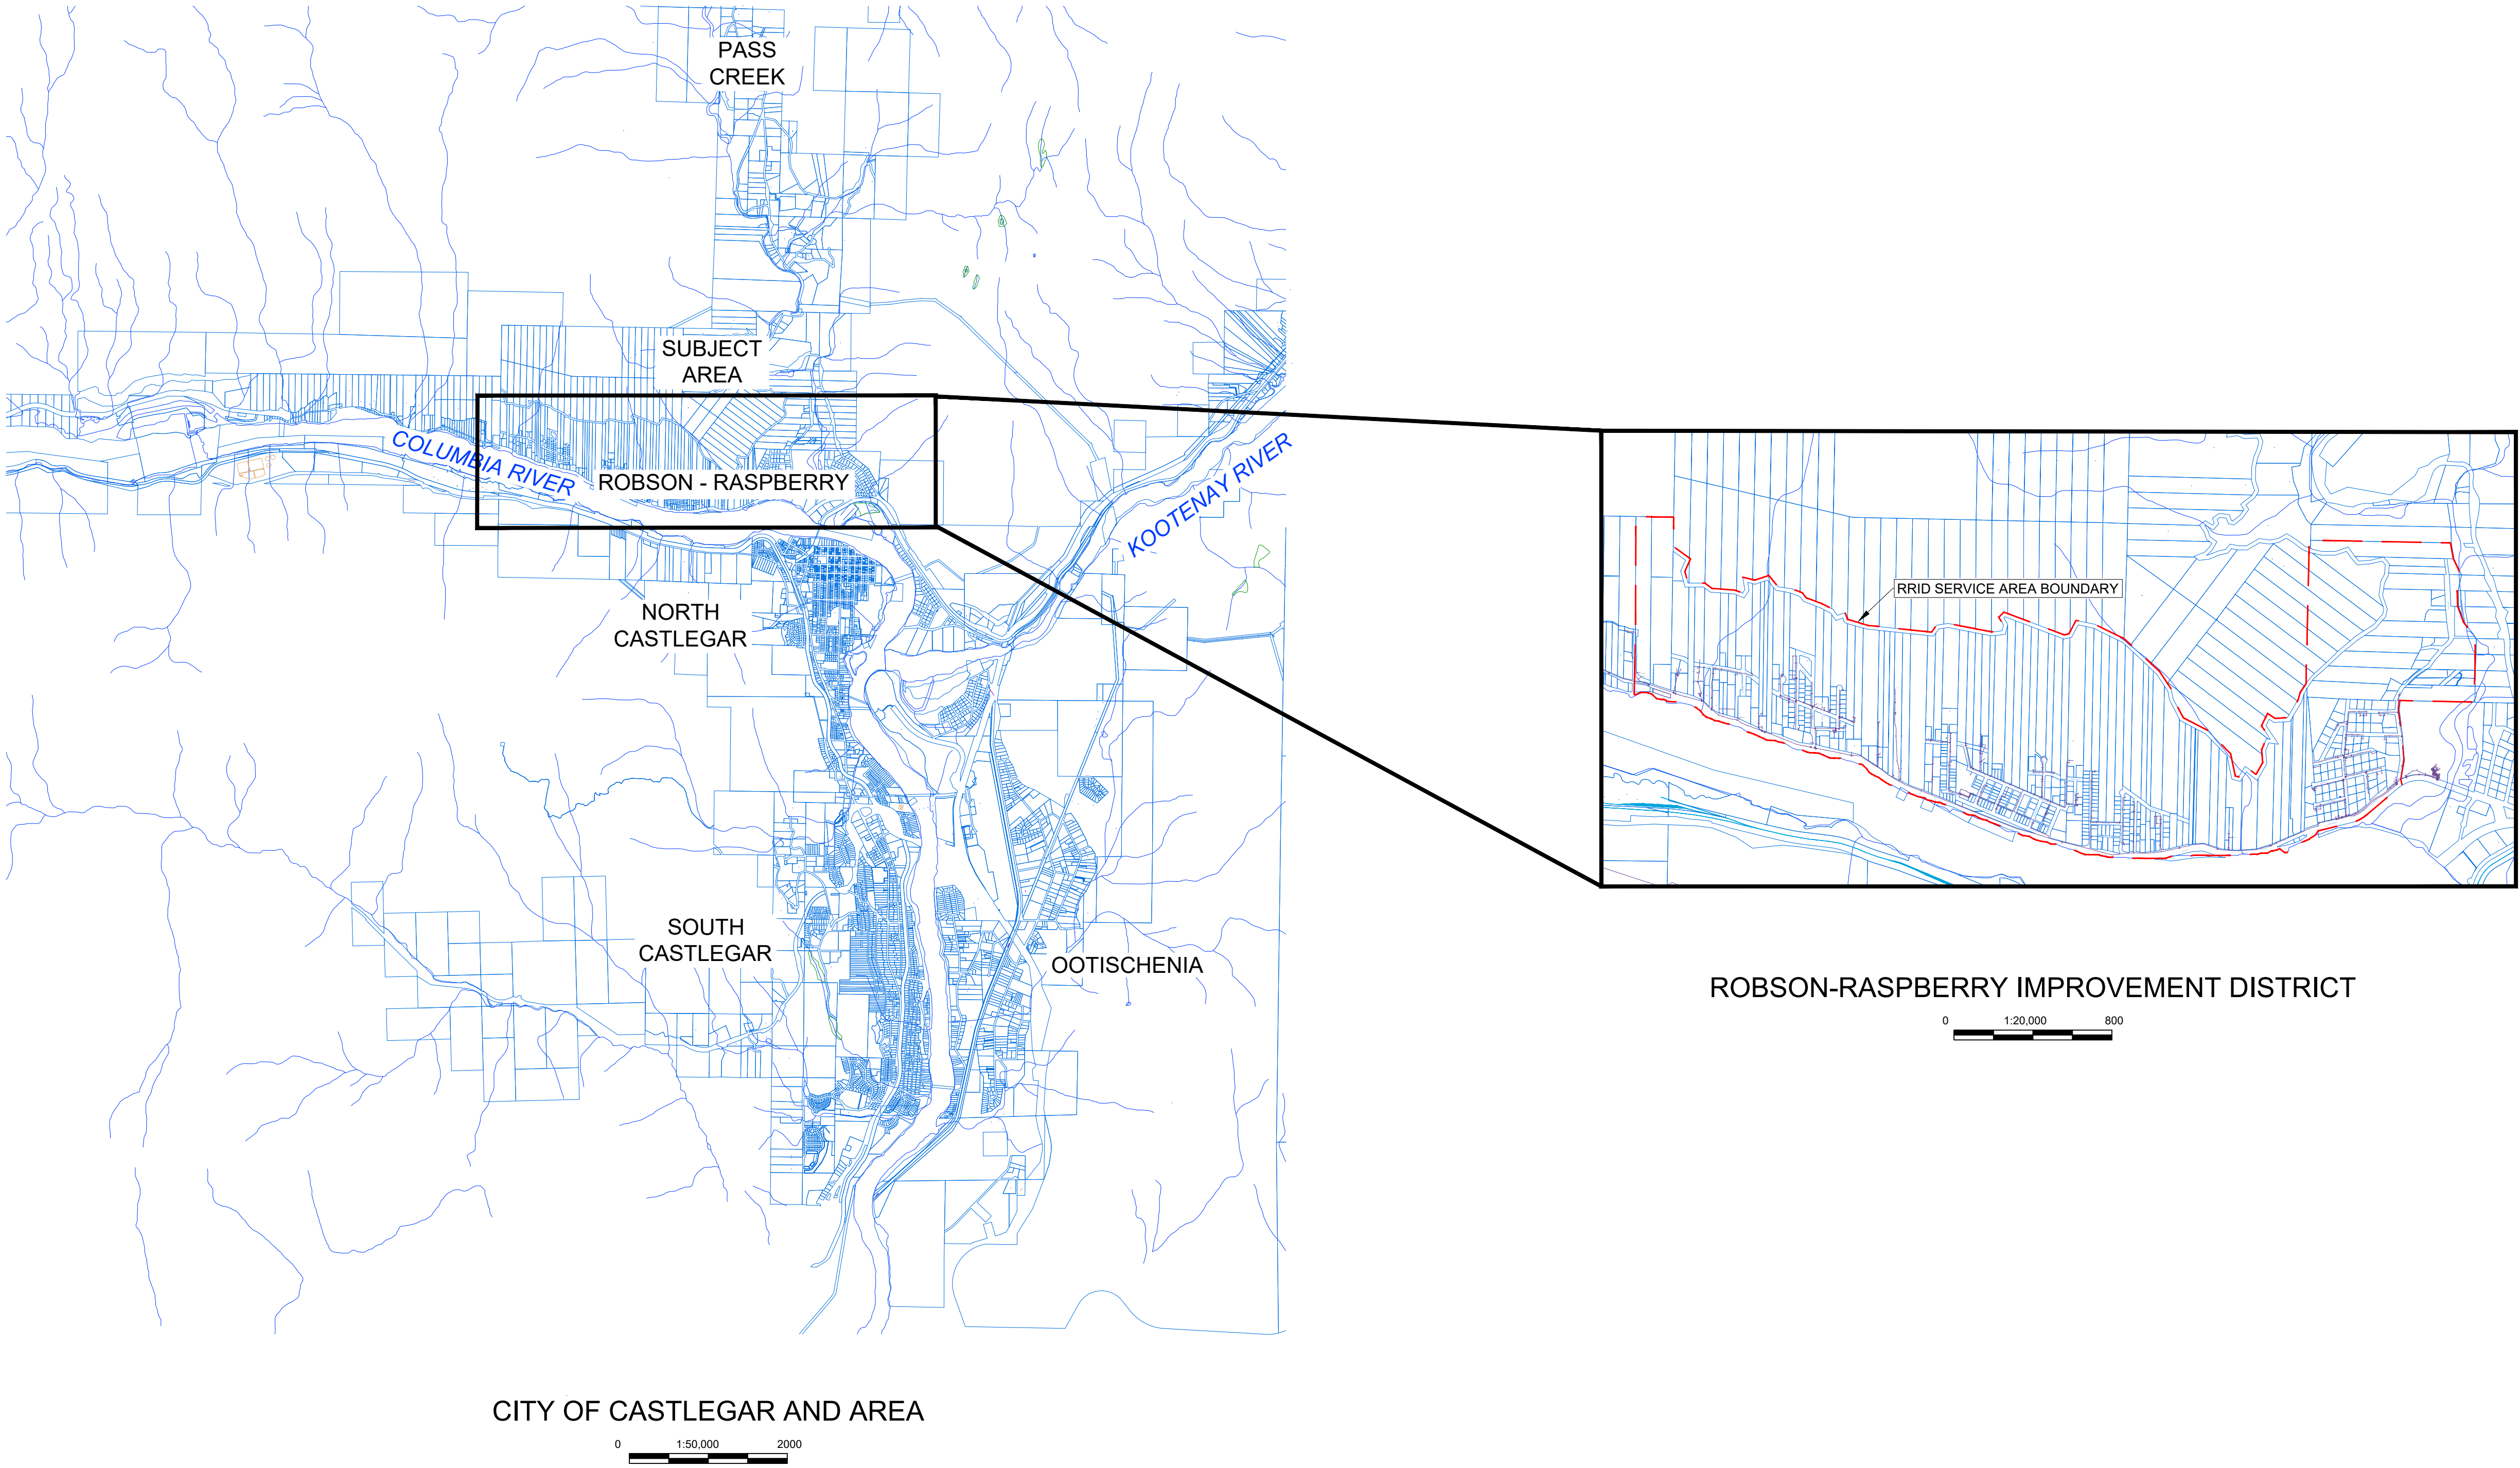 PASS
CREEK
SUBJECT
AREA
COLUMBIA RIVER
ROBSON - RASPBERRY
KOOTENAY RIVER
NORTH
CASTLEGAR
SOUTH
CASTLEGAR
OOTISCHENIA
CITY OF CASTLEGAR AND AREA
0 1:50,000 2000
RRID SERVICE AREA BOUNDARY
ROBSON-RASPBERRY IMPROVEMENT DISTRICT
0 1:20,000 800